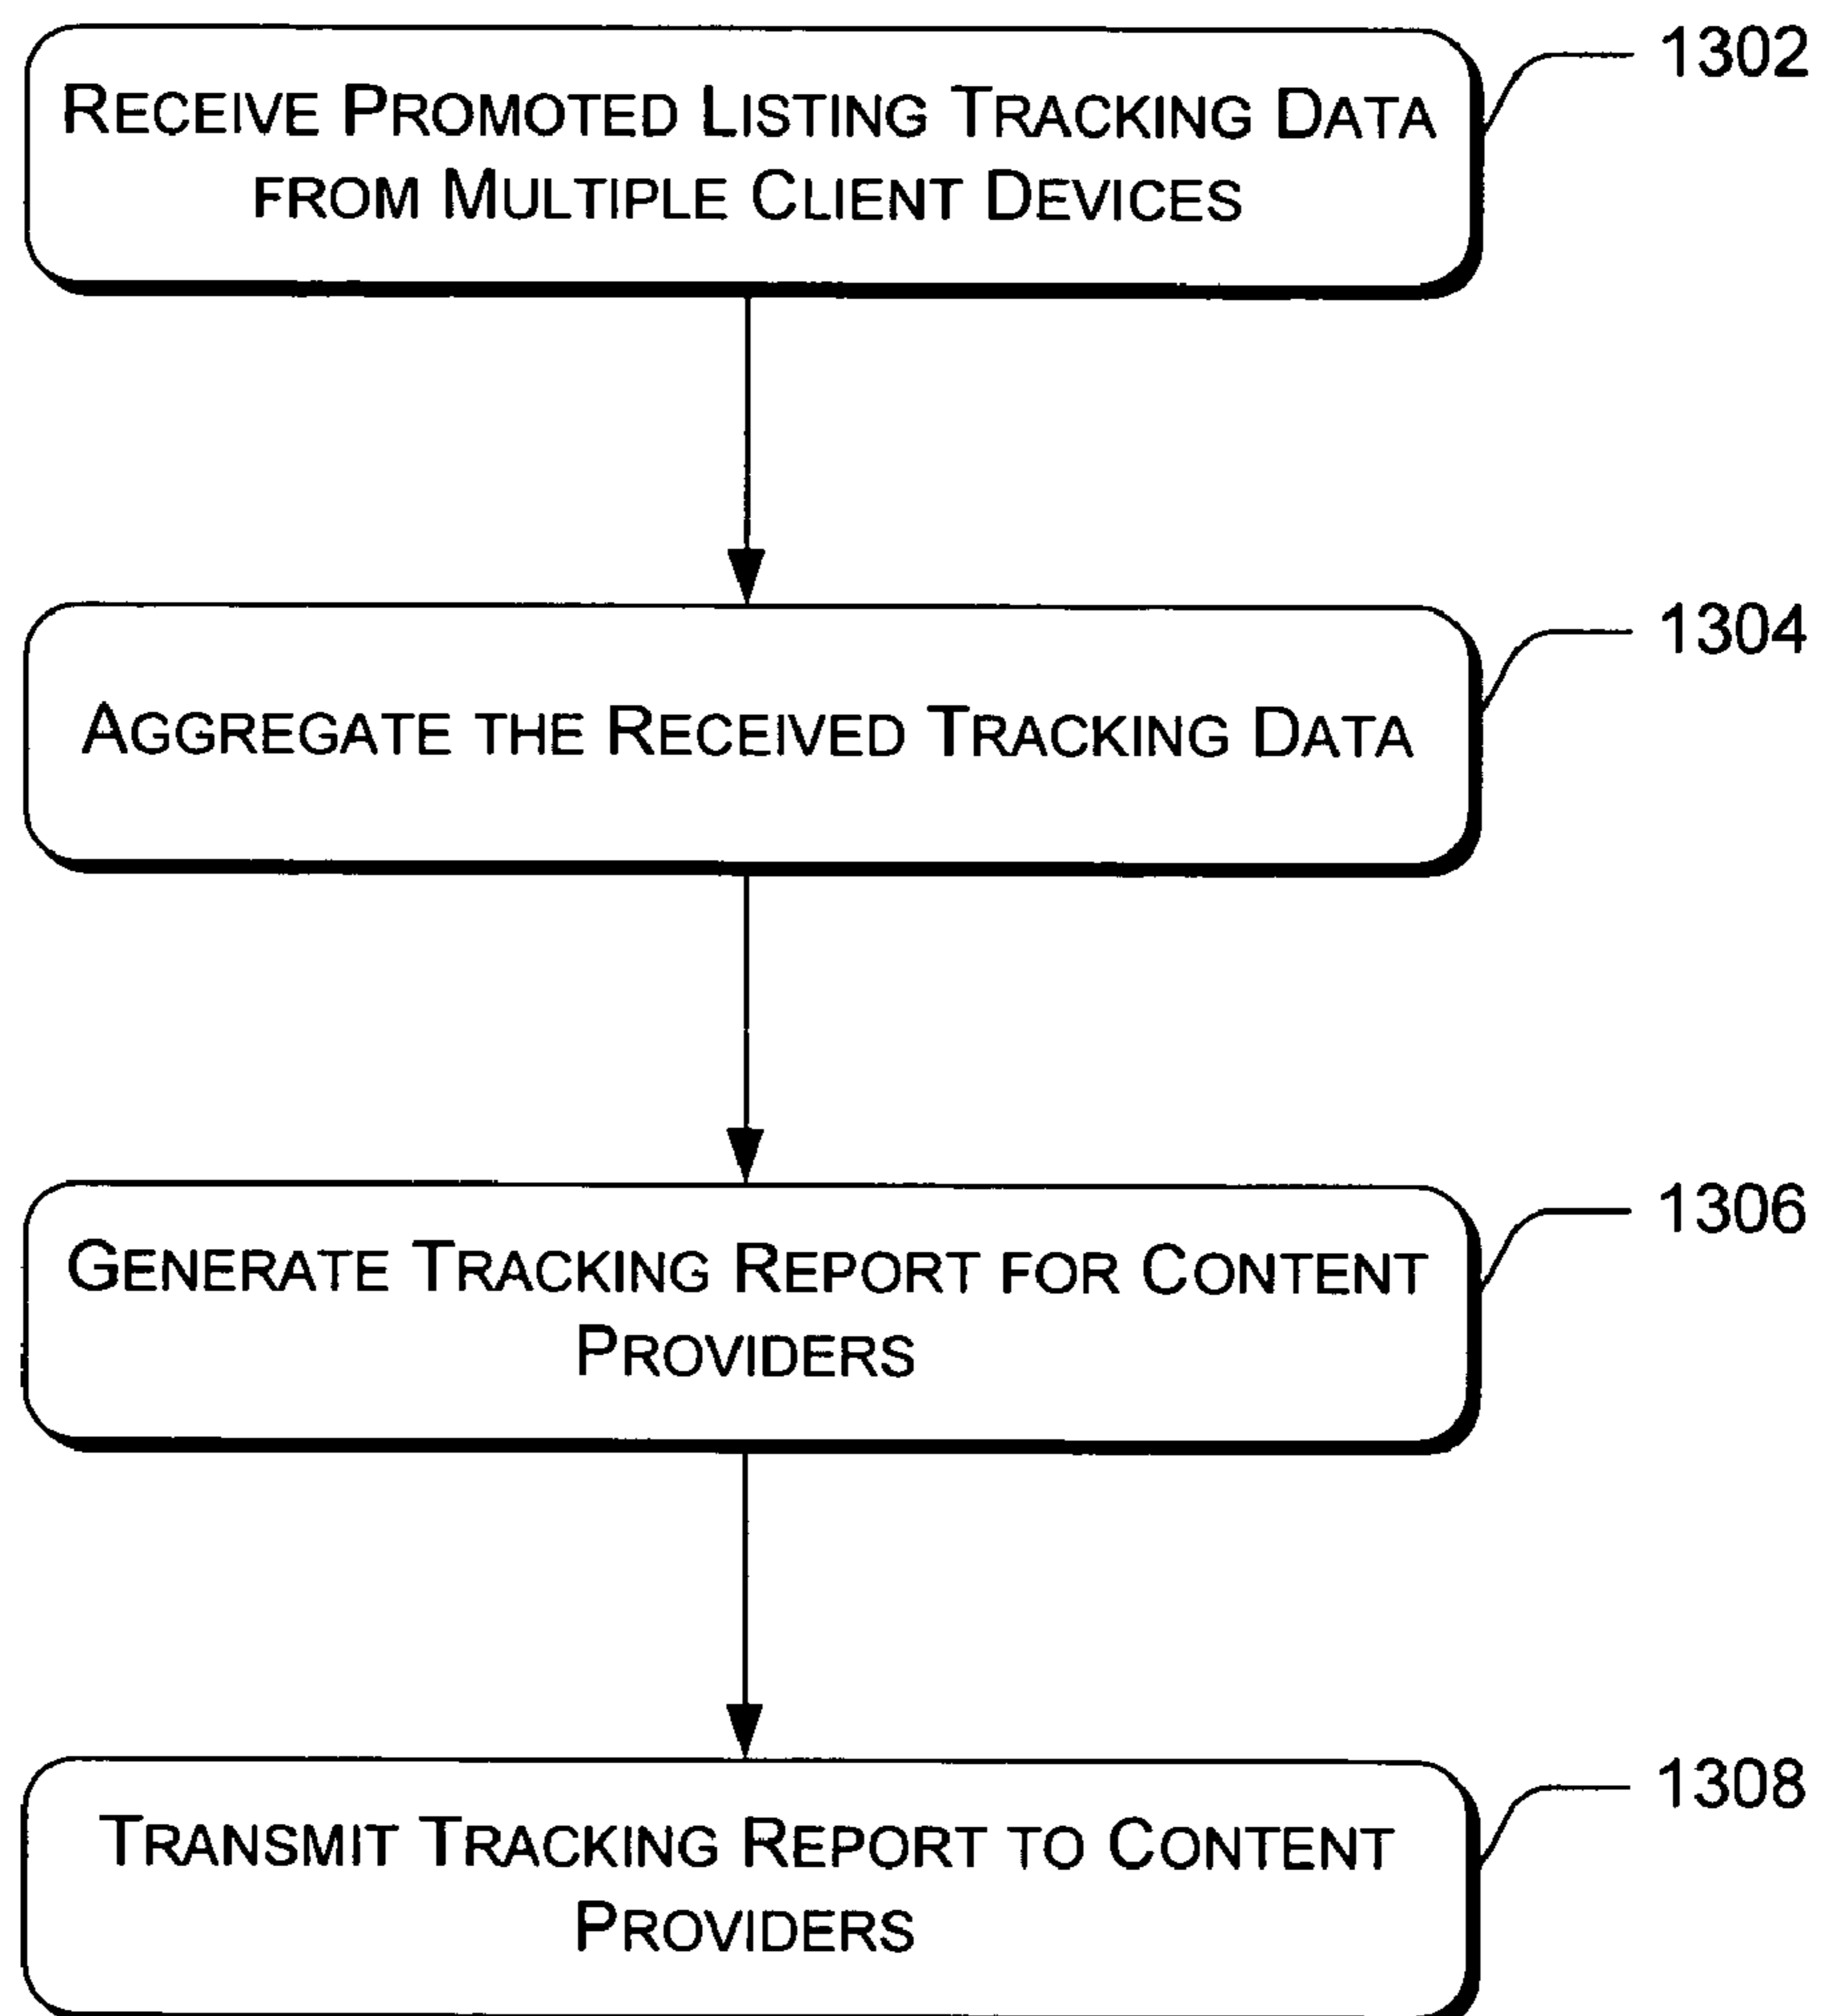 RECEIVE PROMOTED LISTING TRACKING DATA
FROM MULTIPLE CLIENT DEVICES
1302
AGGREGATE THE RECEIVED TRACKING DATA
1304
GENERATE TRACKING REPORT FOR CONTENT
PROVIDERS
1306
TRANSMIT TRACKING REPORT TO CONTENT
PROVIDERS
1308